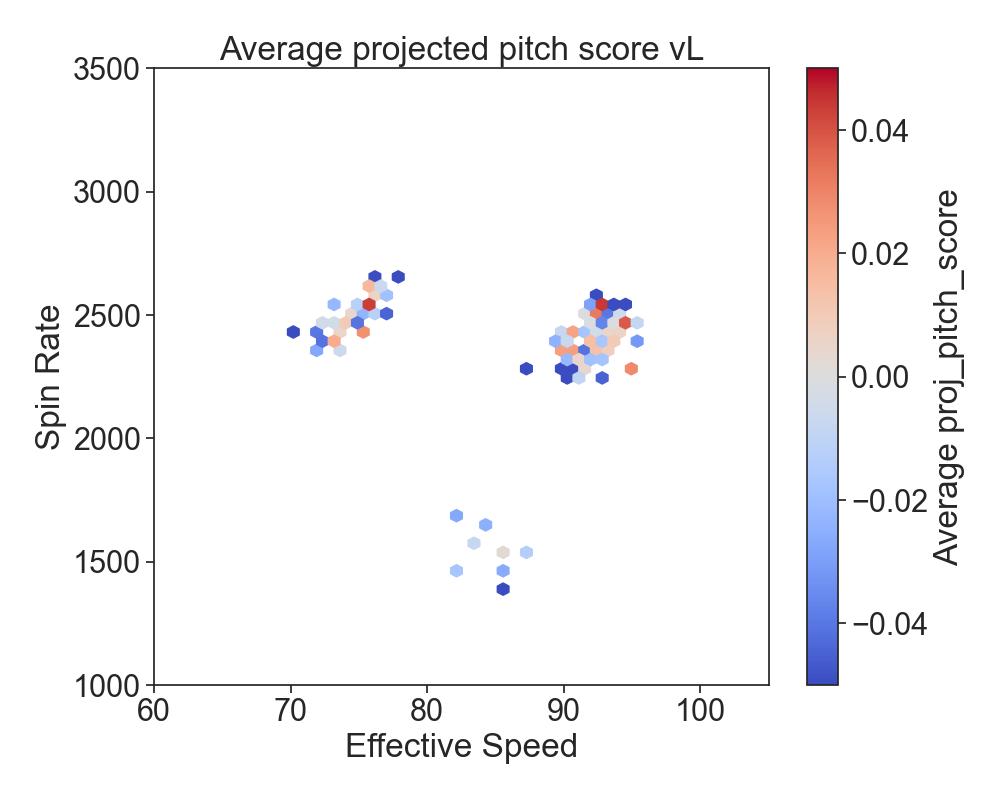 Average projected pitch score vL
3500
3000
2500
2000
1500
1000
Spin Rate
60 70 80 90 100
Effective Speed
0.04
0.02
0.00
−0.02
−0.04
Average proj_pitch_score